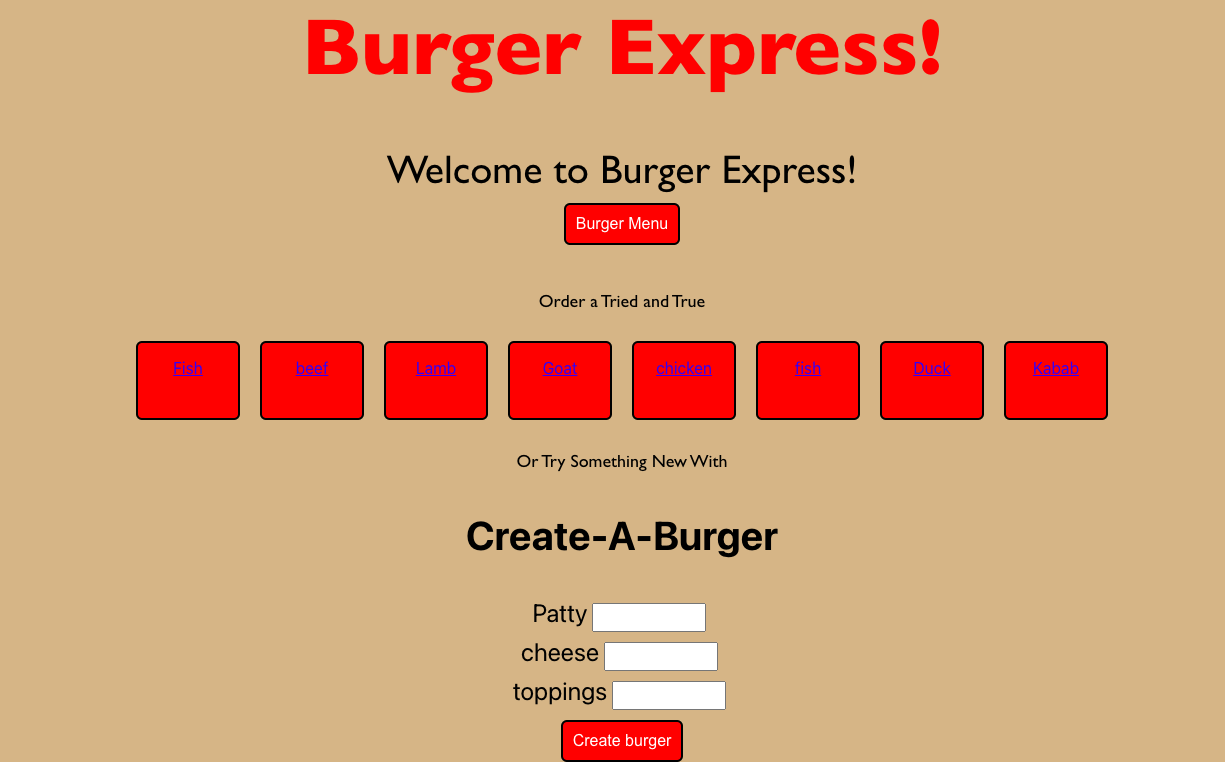 Burger Express!
Welcome to Burger Express!
Burger Menu
Order a Tried and True
Fish beef Lamb Goat chicken fish Duck Kabab
Or Try Something New With
Create-A-Burger
Patty
cheese
toppings
Create burger